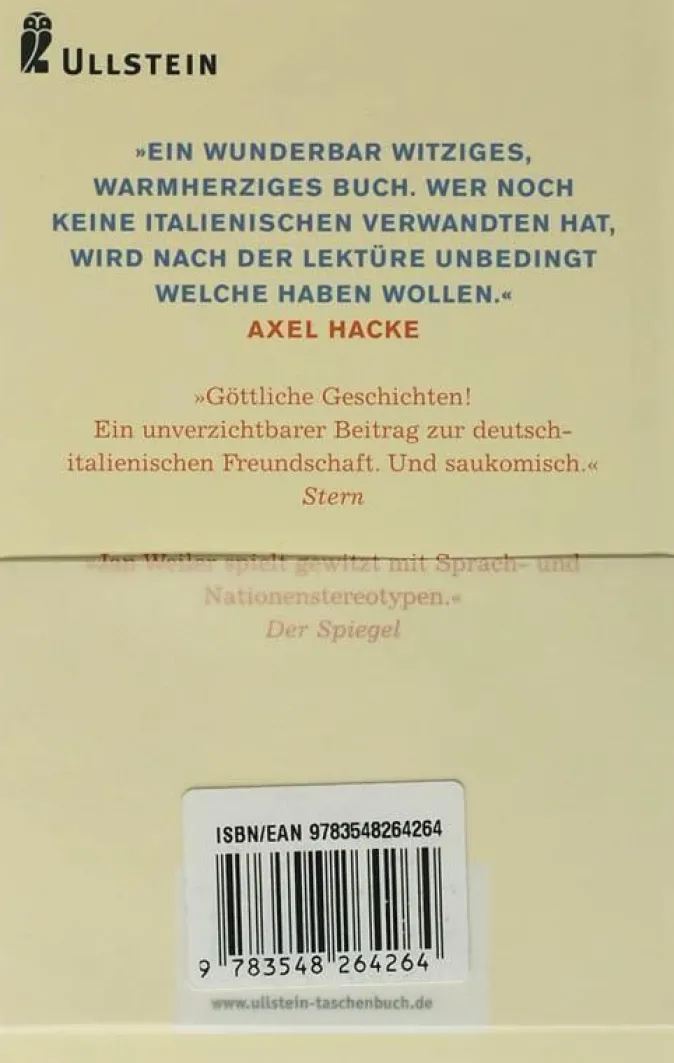 ULLSTEIN
»EIN WUNDERBAR WITZIGES,
WARMHERZIGES BUCH. WER NOCH
KEINE ITALIENISCHEN VERWANDTEN HAT,
WIRD NACH DER LEKTÜRE UNBEDINGT
WELCHE HABEN WOLLEN.«
AXEL HACKE
»Göttliche Geschichten!
Ein unverzichtbarer Beitrag zur deutsch-
italienischen Freundschaft. Und saukomisch.«
Stern
»Jan Weiler spielt gewitzt mit Sprach- und
Nationenstereotypen.«
Der Spiegel
ISBN/EAN 9783548264264
9 783548 264264
www.ullstein-taschenbuch.de